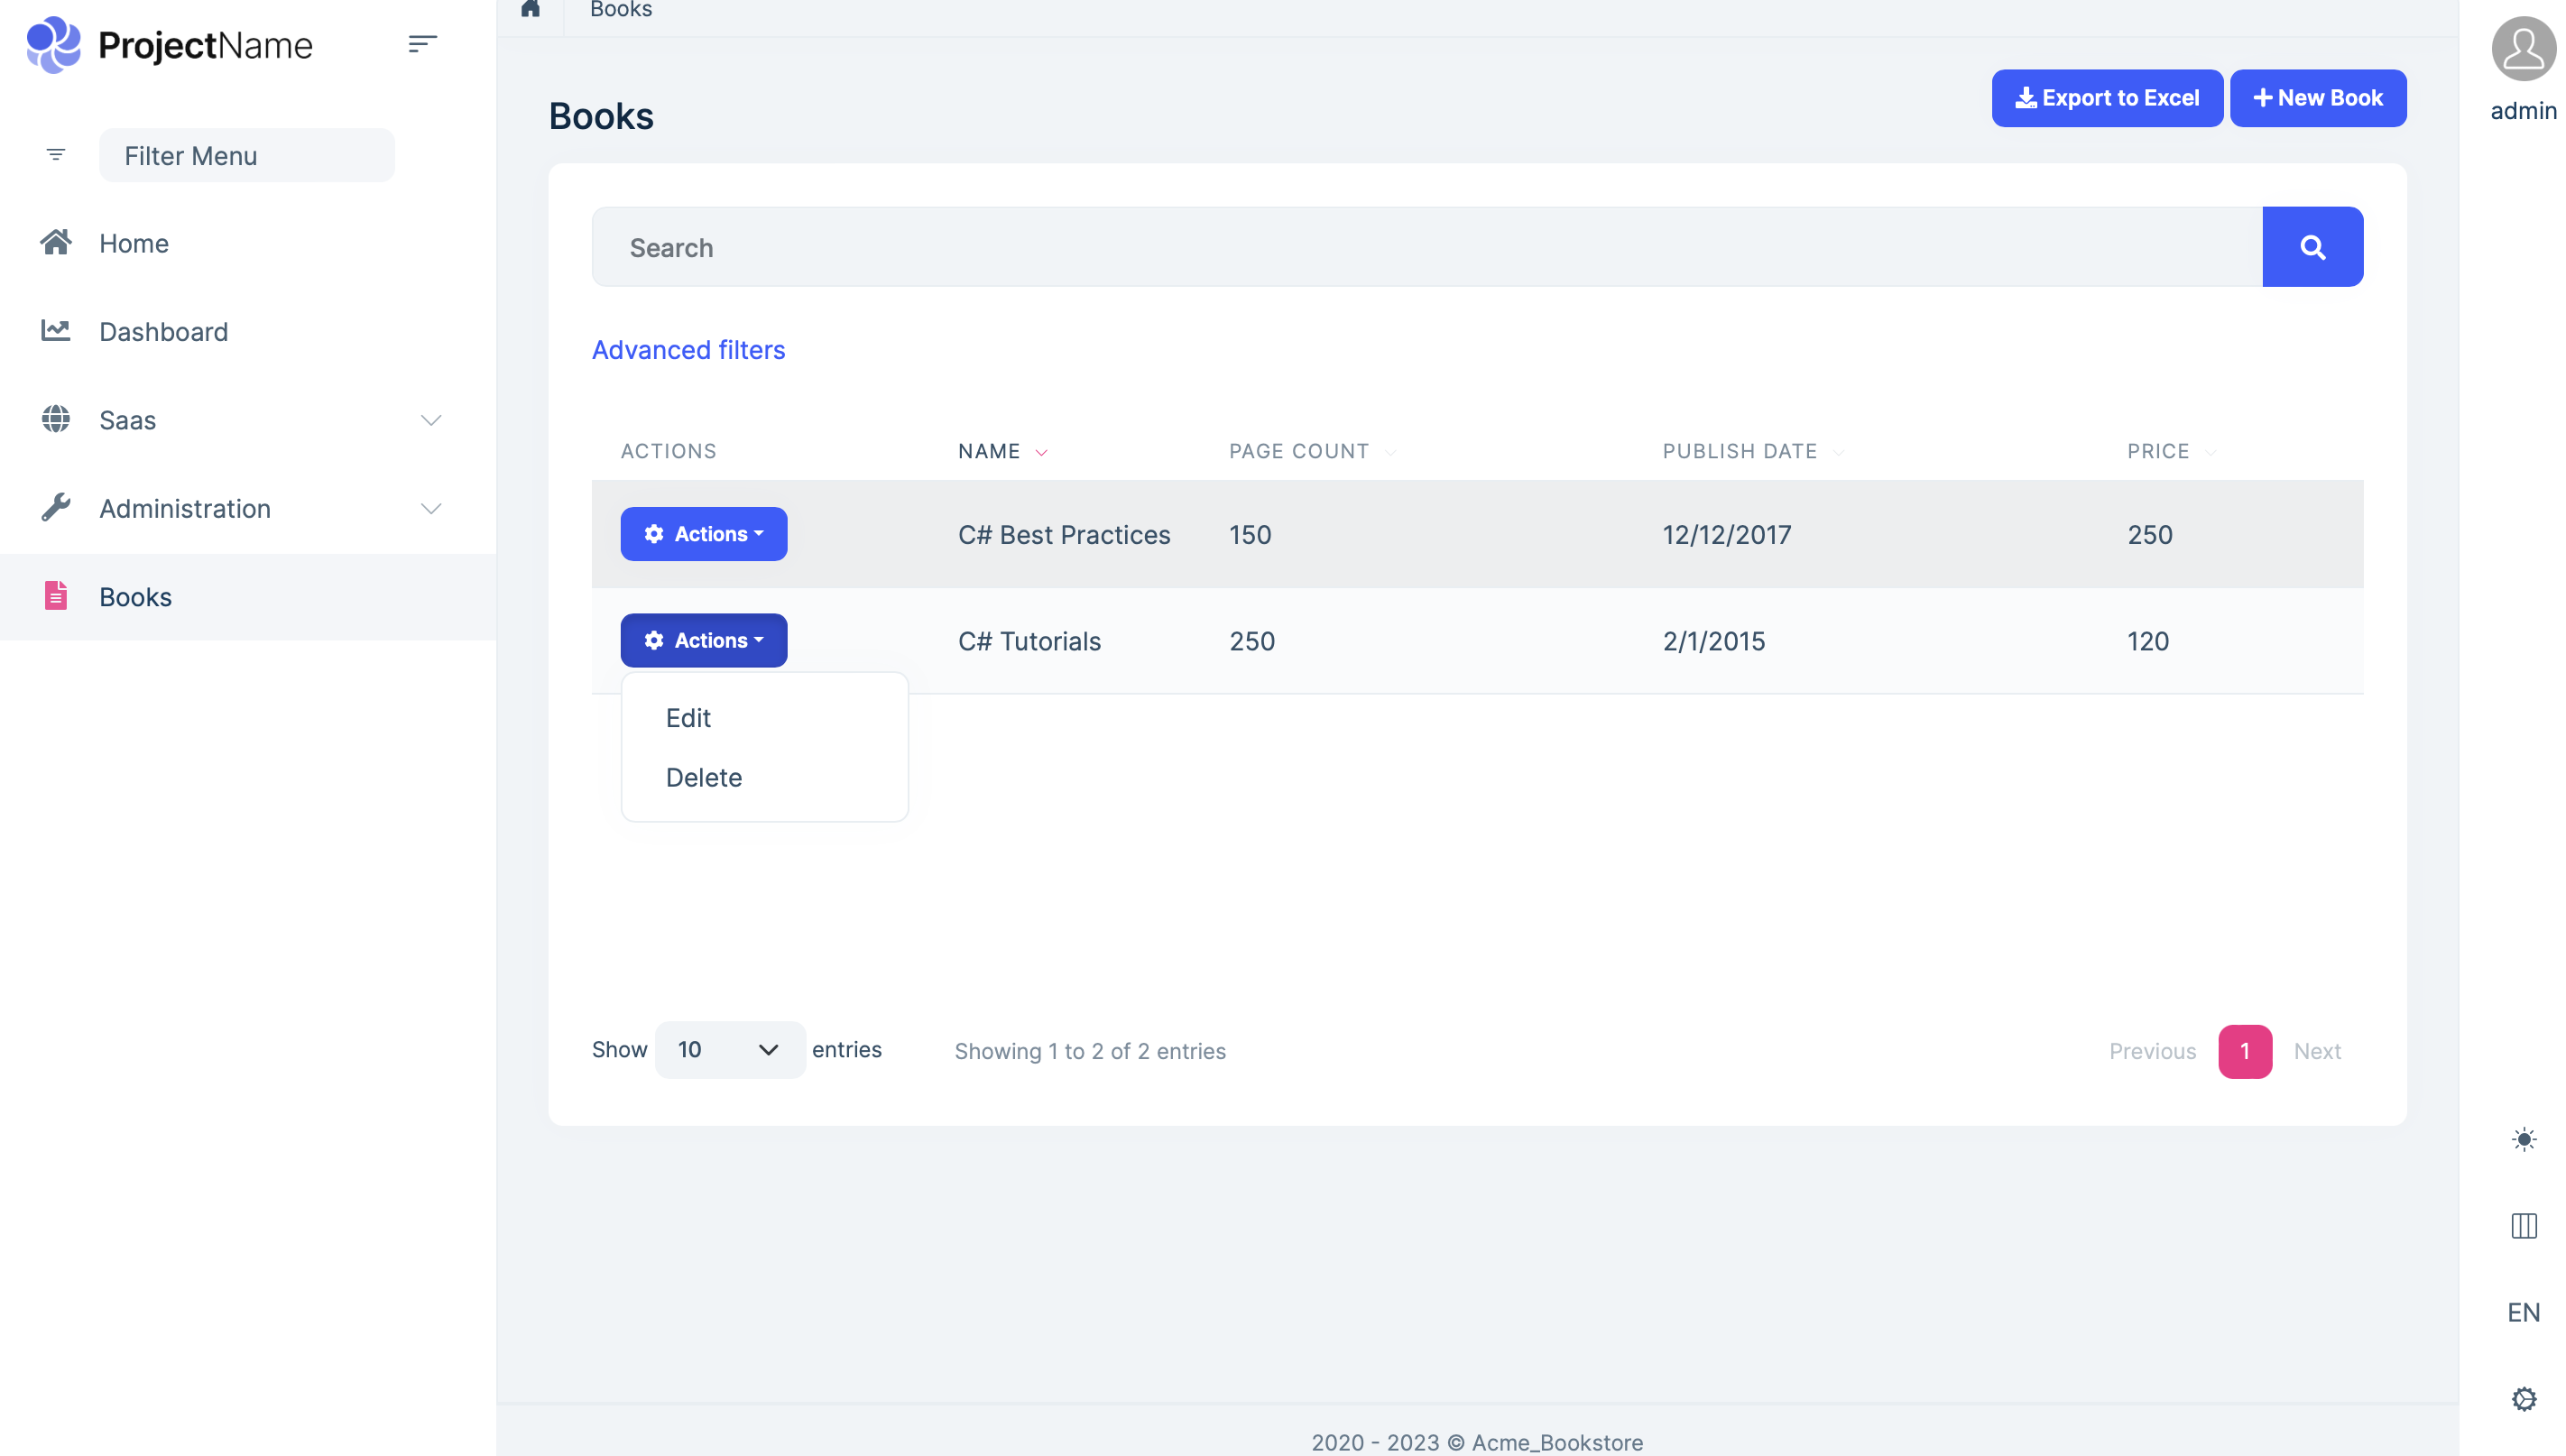 ProjectName
Filter Menu
Home
Dashboard
Saas
Administration
Books
Books
Books
Export to Excel
New Book
Search
Advanced filters
ACTIONS NAME PAGE COUNT PUBLISH DATE PRICE
Actions C# Best Practices 150 12/12/2017 250
Actions C# Tutorials 250 2/1/2015 120
Edit
Delete
Show 10 entries Showing 1 to 2 of 2 entries Previous 1 Next
2020 - 2023 © Acme_Bookstore
admin
EN